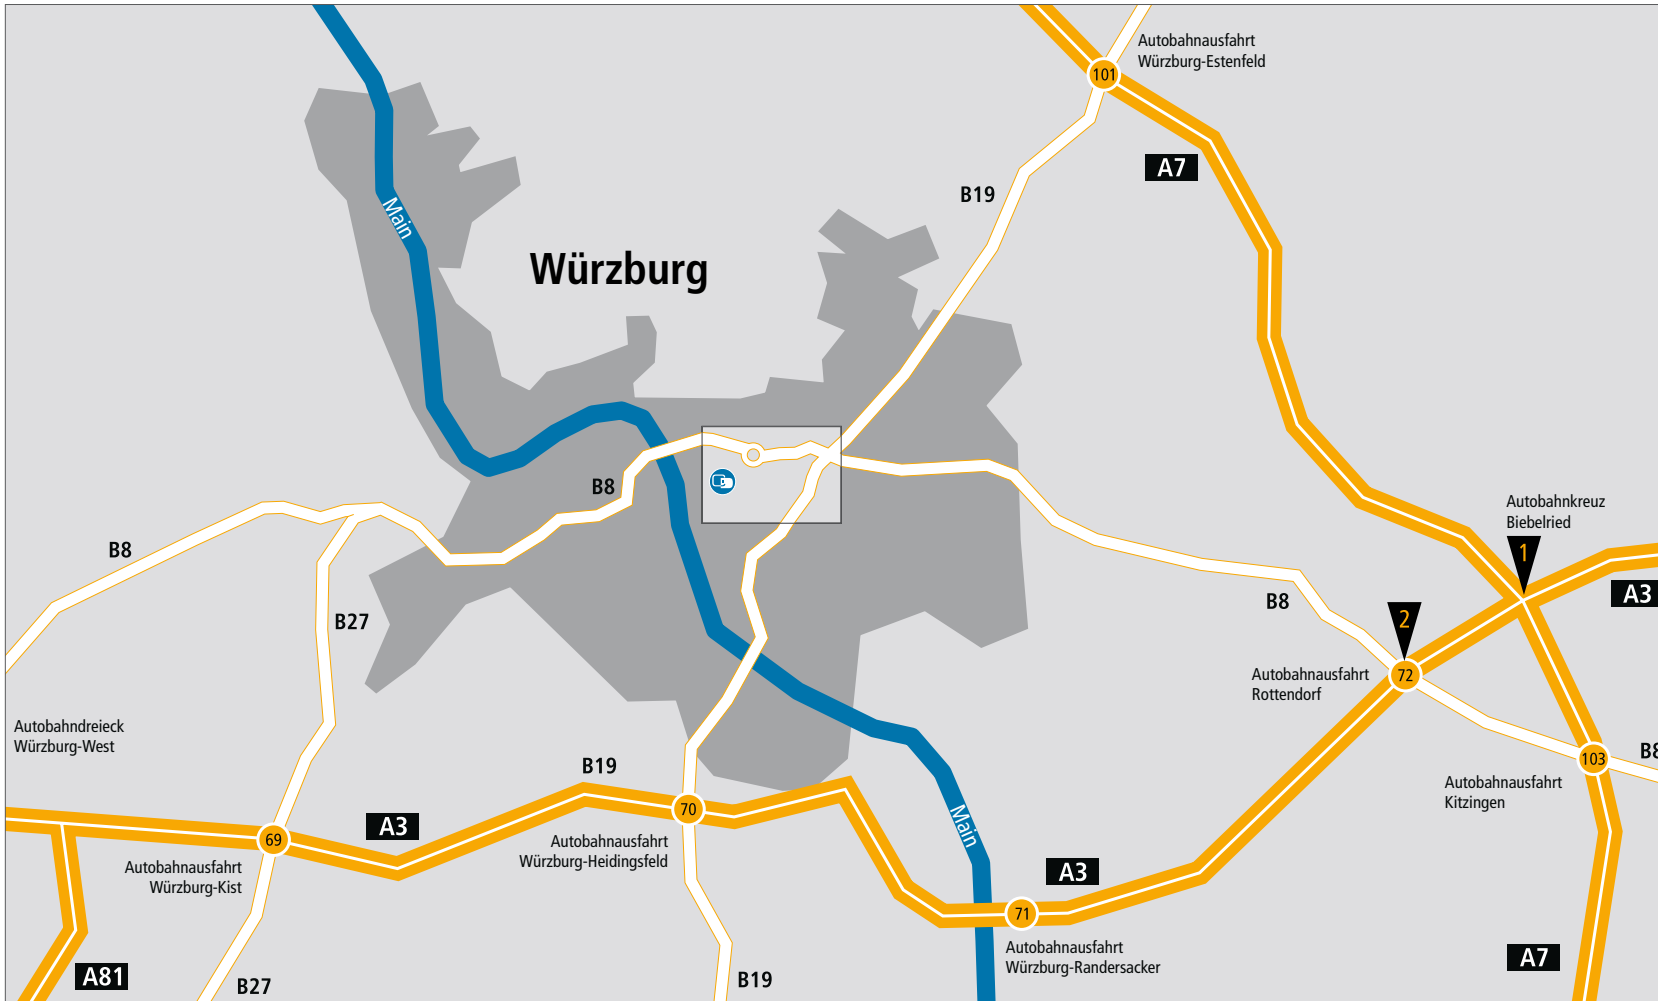 Autobahnausfahrt
Würzburg-Estenfeld
101
A7
B19
Main
Würzburg
B8
B8
Autobahnkreuz
Biebelried
1
A3
B8
2
B27
Autobahnausfahrt
Rottendorf
72
Autobahndreieck
Würzburg-West
B19
103
B8
Autobahnausfahrt
Kitzingen
A3
69
70
Autobahnausfahrt
Würzburg-Heidingsfeld
Main
Autobahnausfahrt
Würzburg-Kist
A3
71
Autobahnausfahrt
Würzburg-Randersacker
A7
A81
B27
B19